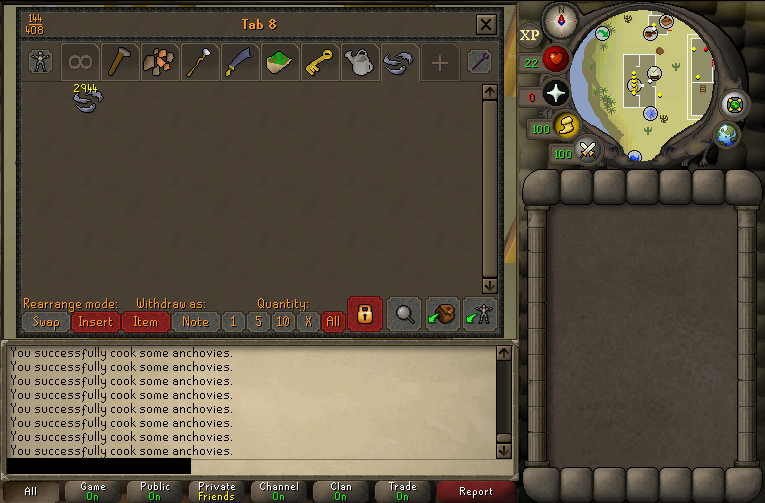 144
408
Tab 8
2944
Rearrange mode:
Withdraw as:
Quantity:
Swap
Insert
Item
Note
1
5
10
X
All
You successfully cook some anchovies.
You successfully cook some anchovies.
You successfully cook some anchovies.
You successfully cook some anchovies.
You successfully cook some anchovies.
You successfully cook some anchovies.
You successfully cook some anchovies.
You successfully cook some anchovies.
All
Game
On
Public
On
Private
Friends
Channel
On
Clan
On
Trade
On
Report
XP
N
22
0
100
100